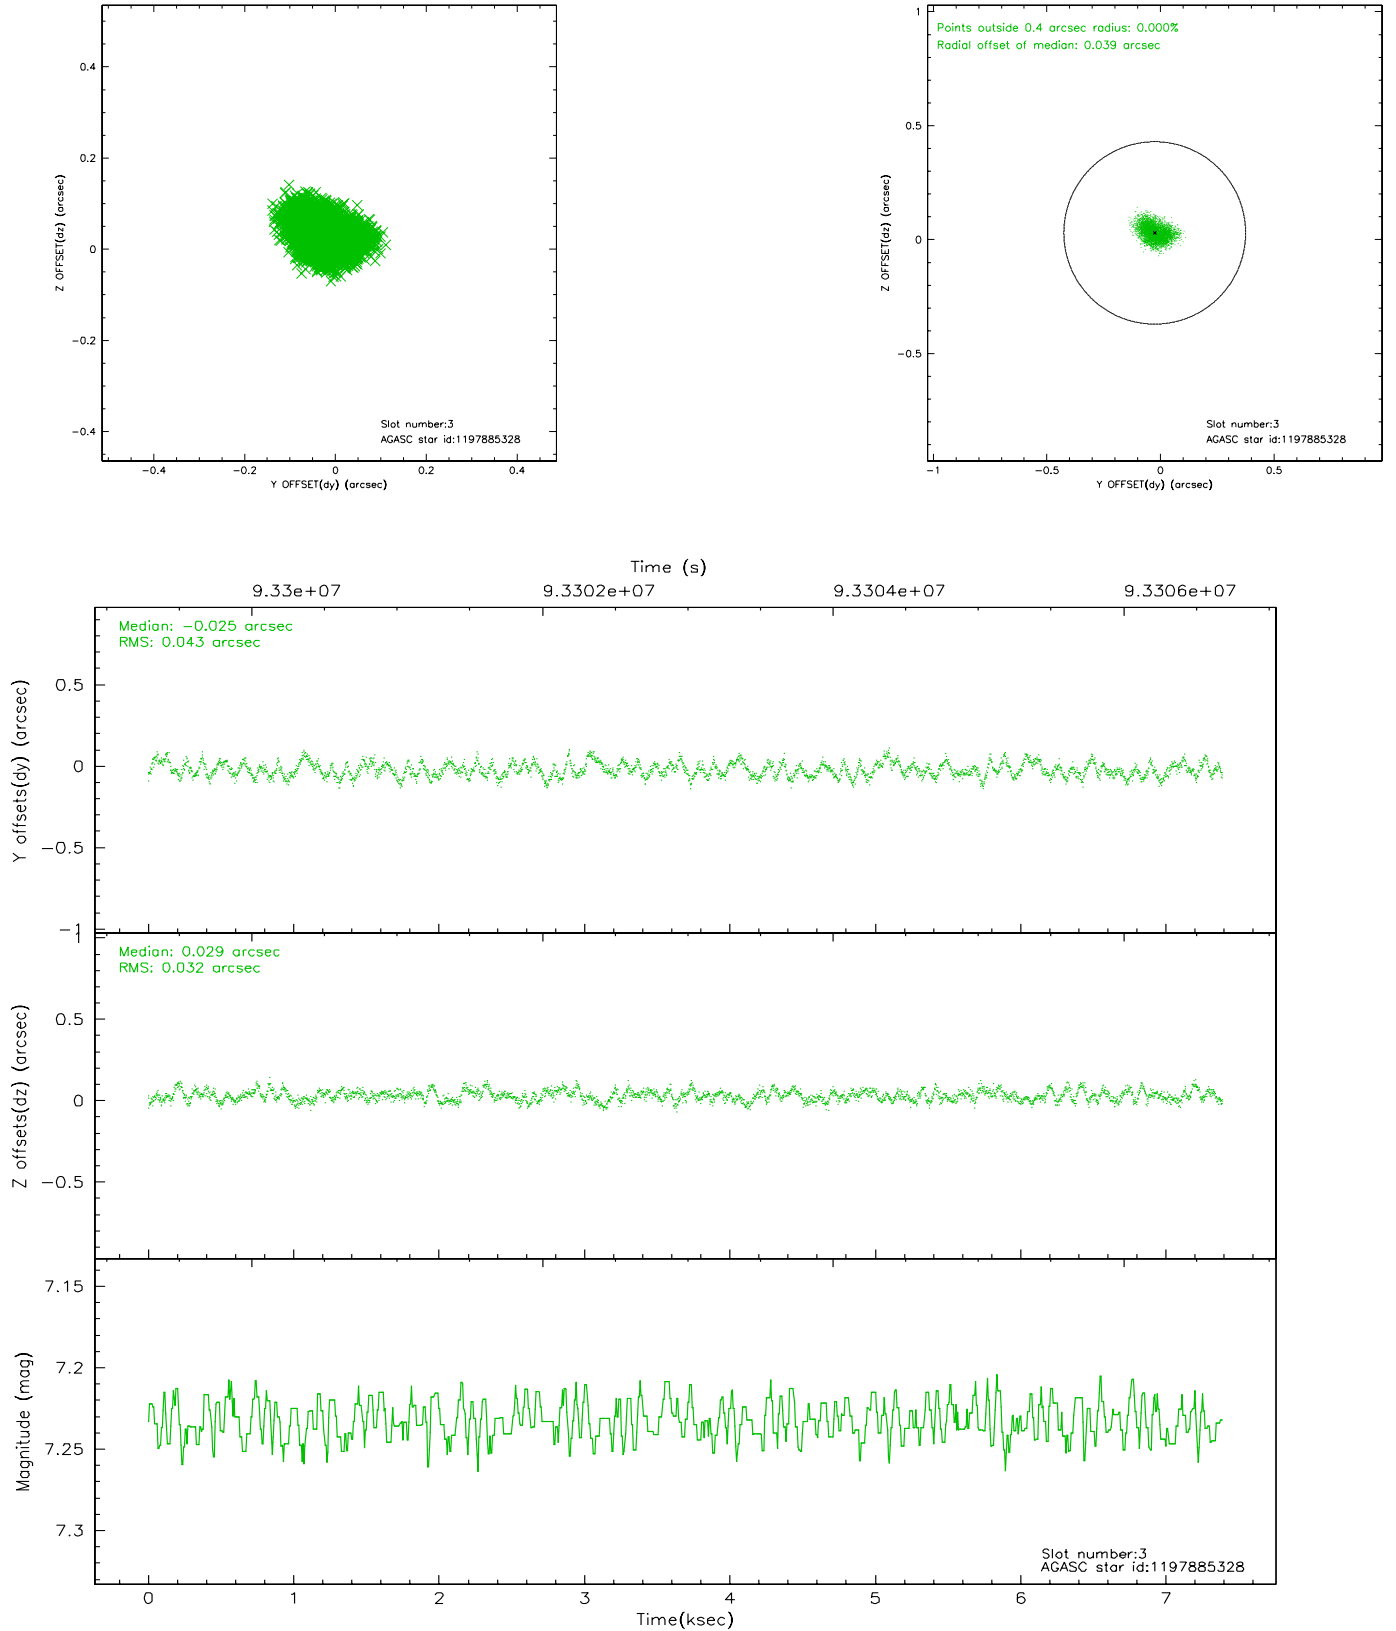 0.4
0.2
0
−0.2
−0.4
Z OFFSET(dz) (arcsec)
Slot number:3
AGASC star id:1197885328
−0.4 −0.2 0 0.2 0.4
Y OFFSET(dy) (arcsec)
Points outside 0.4 arcsec radius: 0.000%
Radial offset of median: 0.039 arcsec
1
0.5
0
−0.5
Z OFFSET(dz) (arcsec)
Slot number:3
AGASC star id:1197885328
−1 −0.5 0 0.5
Y OFFSET(dy) (arcsec)
Time (s)
9.33e+07 9.3302e+07 9.3304e+07 9.3306e+07
Median: −0.025 arcsec
RMS: 0.043 arcsec
0.5
0
−0.5
−1
Y offsets(dy) (arcsec)
Median: 0.029 arcsec
RMS: 0.032 arcsec
1
0.5
0
−0.5
Z offsets(dz) (arcsec)
7.15
7.2
7.25
7.3
Magnitude (mag)
Slot number:3
AGASC star id:1197885328
0 1 2 3 4 5 6 7
Time(ksec)